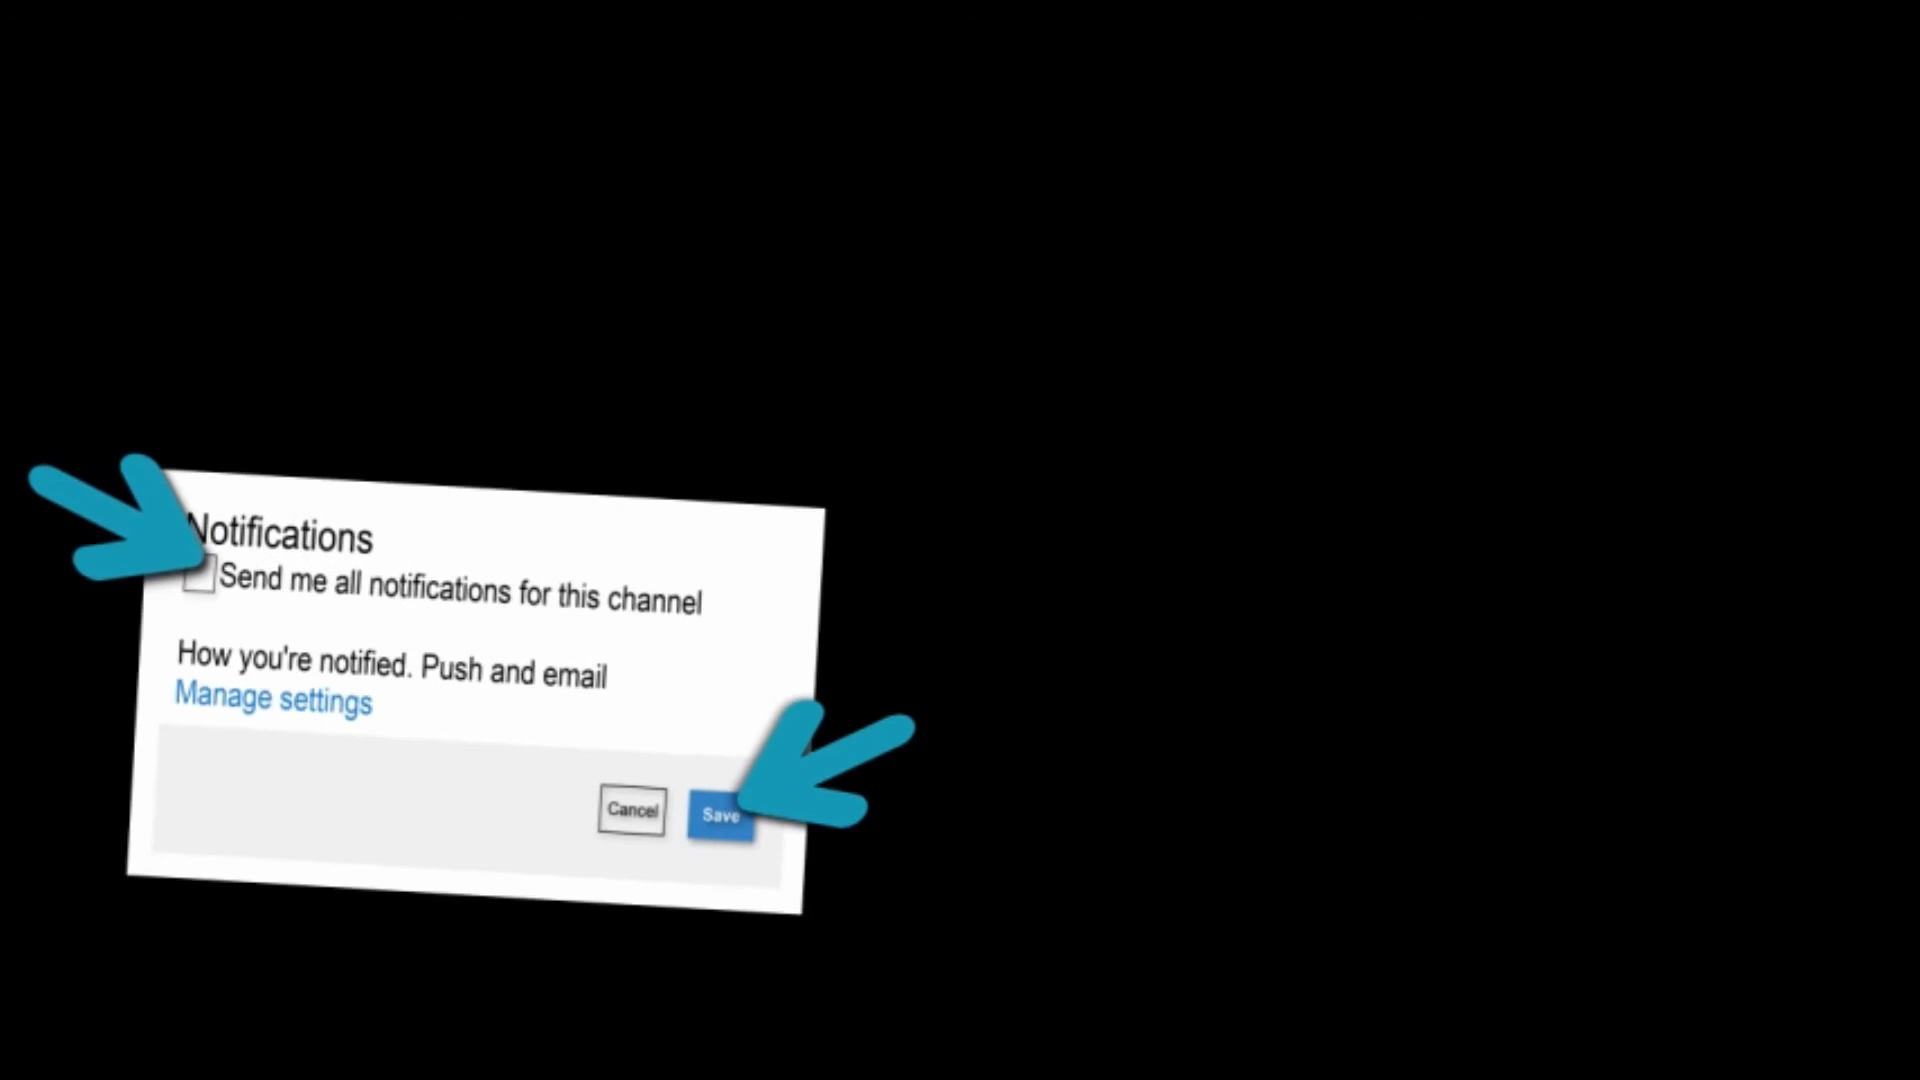 Notifications
Send me all notifications for this channel
How you're notified. Push and email
Manage settings
Cancel
Save